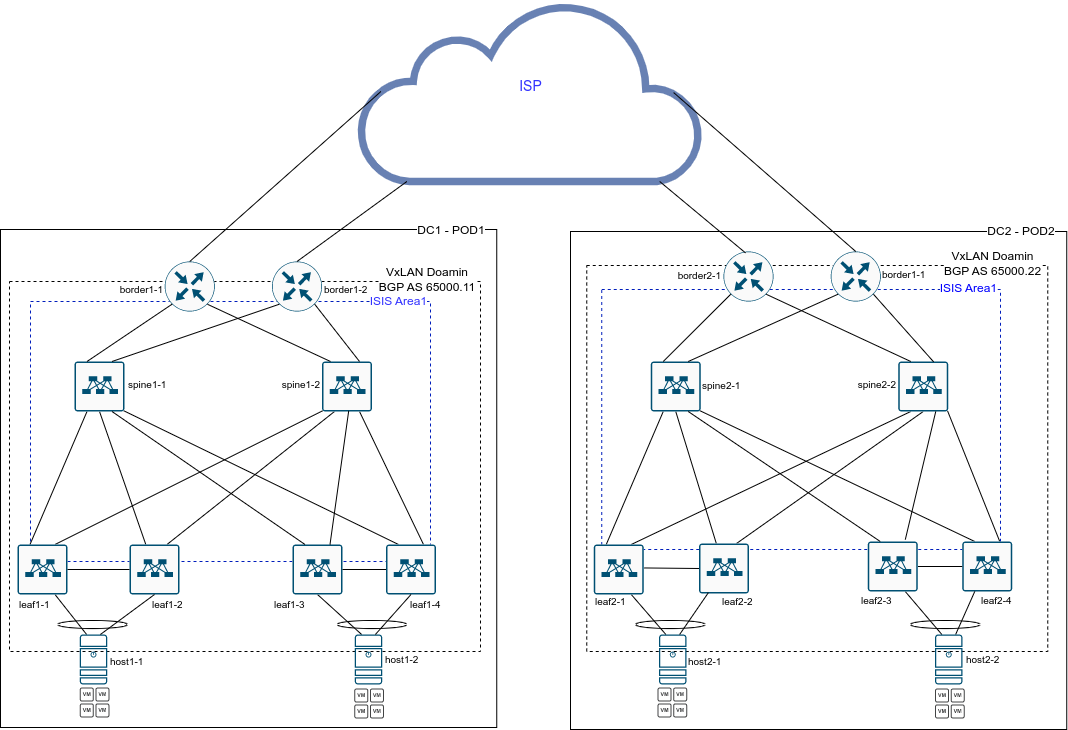 ISP
DC1 - POD1
VxLAN Doamin
BGP AS 65000.11
ISIS Area1
border1-1
border1-2
spine1-1
spine1-2
leaf1-1
leaf1-2
leaf1-3
leaf1-4
host1-1
host1-2
VM VM
VM VM
VM VM
VM VM
DC2 - POD2
VxLAN Doamin
BGP AS 65000.22
ISIS Area1
border2-1
border1-1
spine2-1
spine2-2
leaf2-1
leaf2-2
leaf2-3
leaf2-4
host2-1
host2-2
VM VM
VM VM
VM VM
VM VM